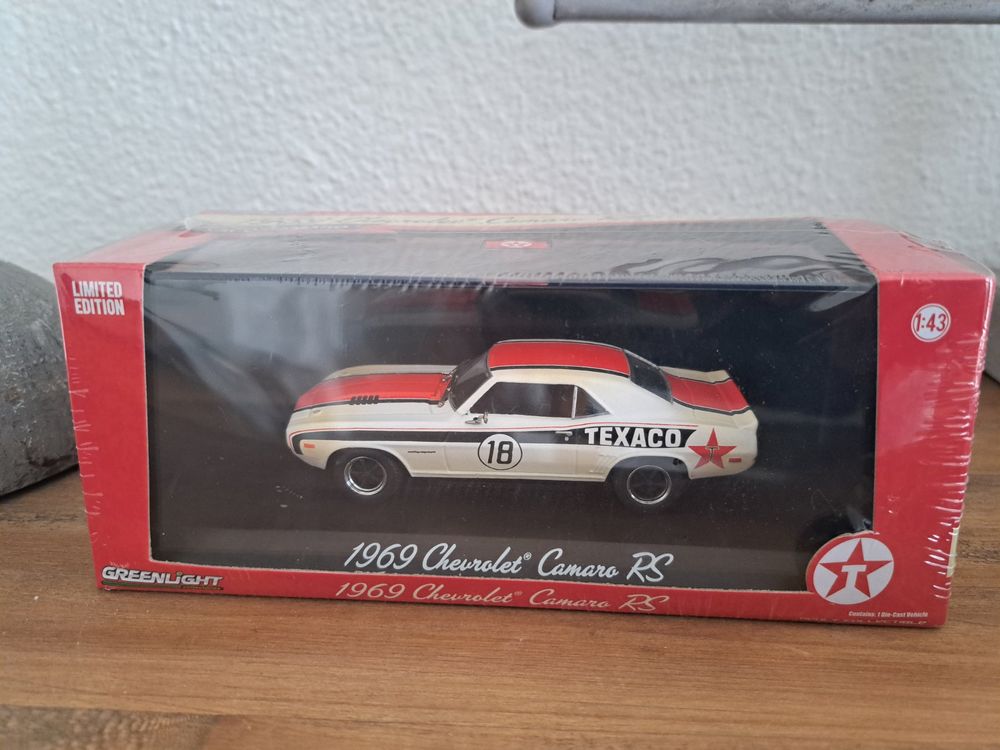 LIMITED
EDITION
1:43
TEXACO
18
T
1969 Chevrolet® Camaro RS
GREENLiGHT
1969 Chevrolet® Camaro RS
T
Contains: 1 Die-Cast Vehicle